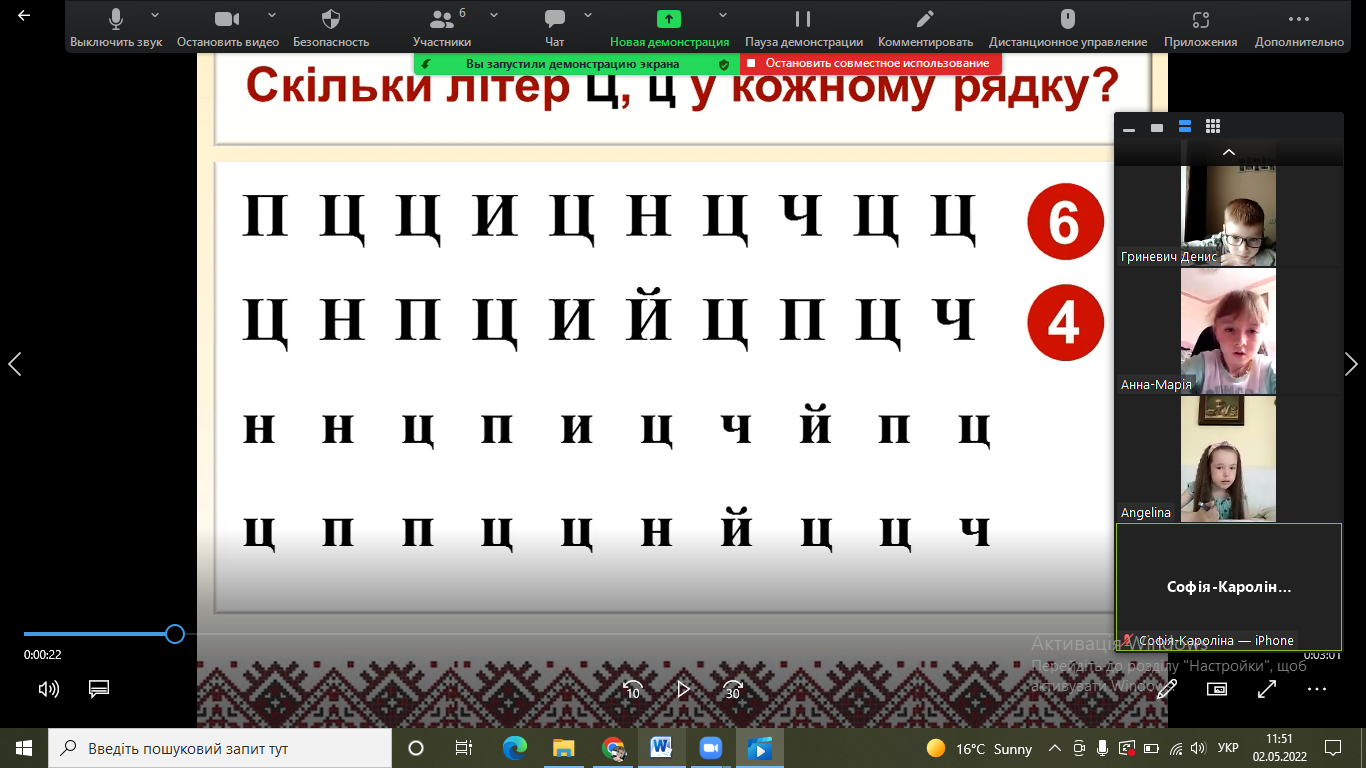 Выключить звук Остановить видео Безопасность Участники 6 Чат Новая демонстрация Пауза демонстрации Комментировать Дистанционное управление Приложения Дополнительно
Вы запустили демонстрацию экрана Остановить совместное использование
Скільки літер Ц, ц у кожному рядку?
П Ц Ц И Ц Н Ц Ч Ц Ц 6
Ц Н П Ц И Й Ц П Ц Ч 4
н н ц п и ц ч й п ц
ц п п ц ц н й ц ц ч
Гриневич Денис
Анна-Марія
Angelina
Софія-Каролін...
Софія-Кароліна — iPhone
Активація Windows
Перейдіть до розділу "Настройки", щоб
активувати Window
0:00:22 0:03:01
10 30
Введіть пошуковий запит тут
16°C Sunny
УКР
11:51
02.05.2022